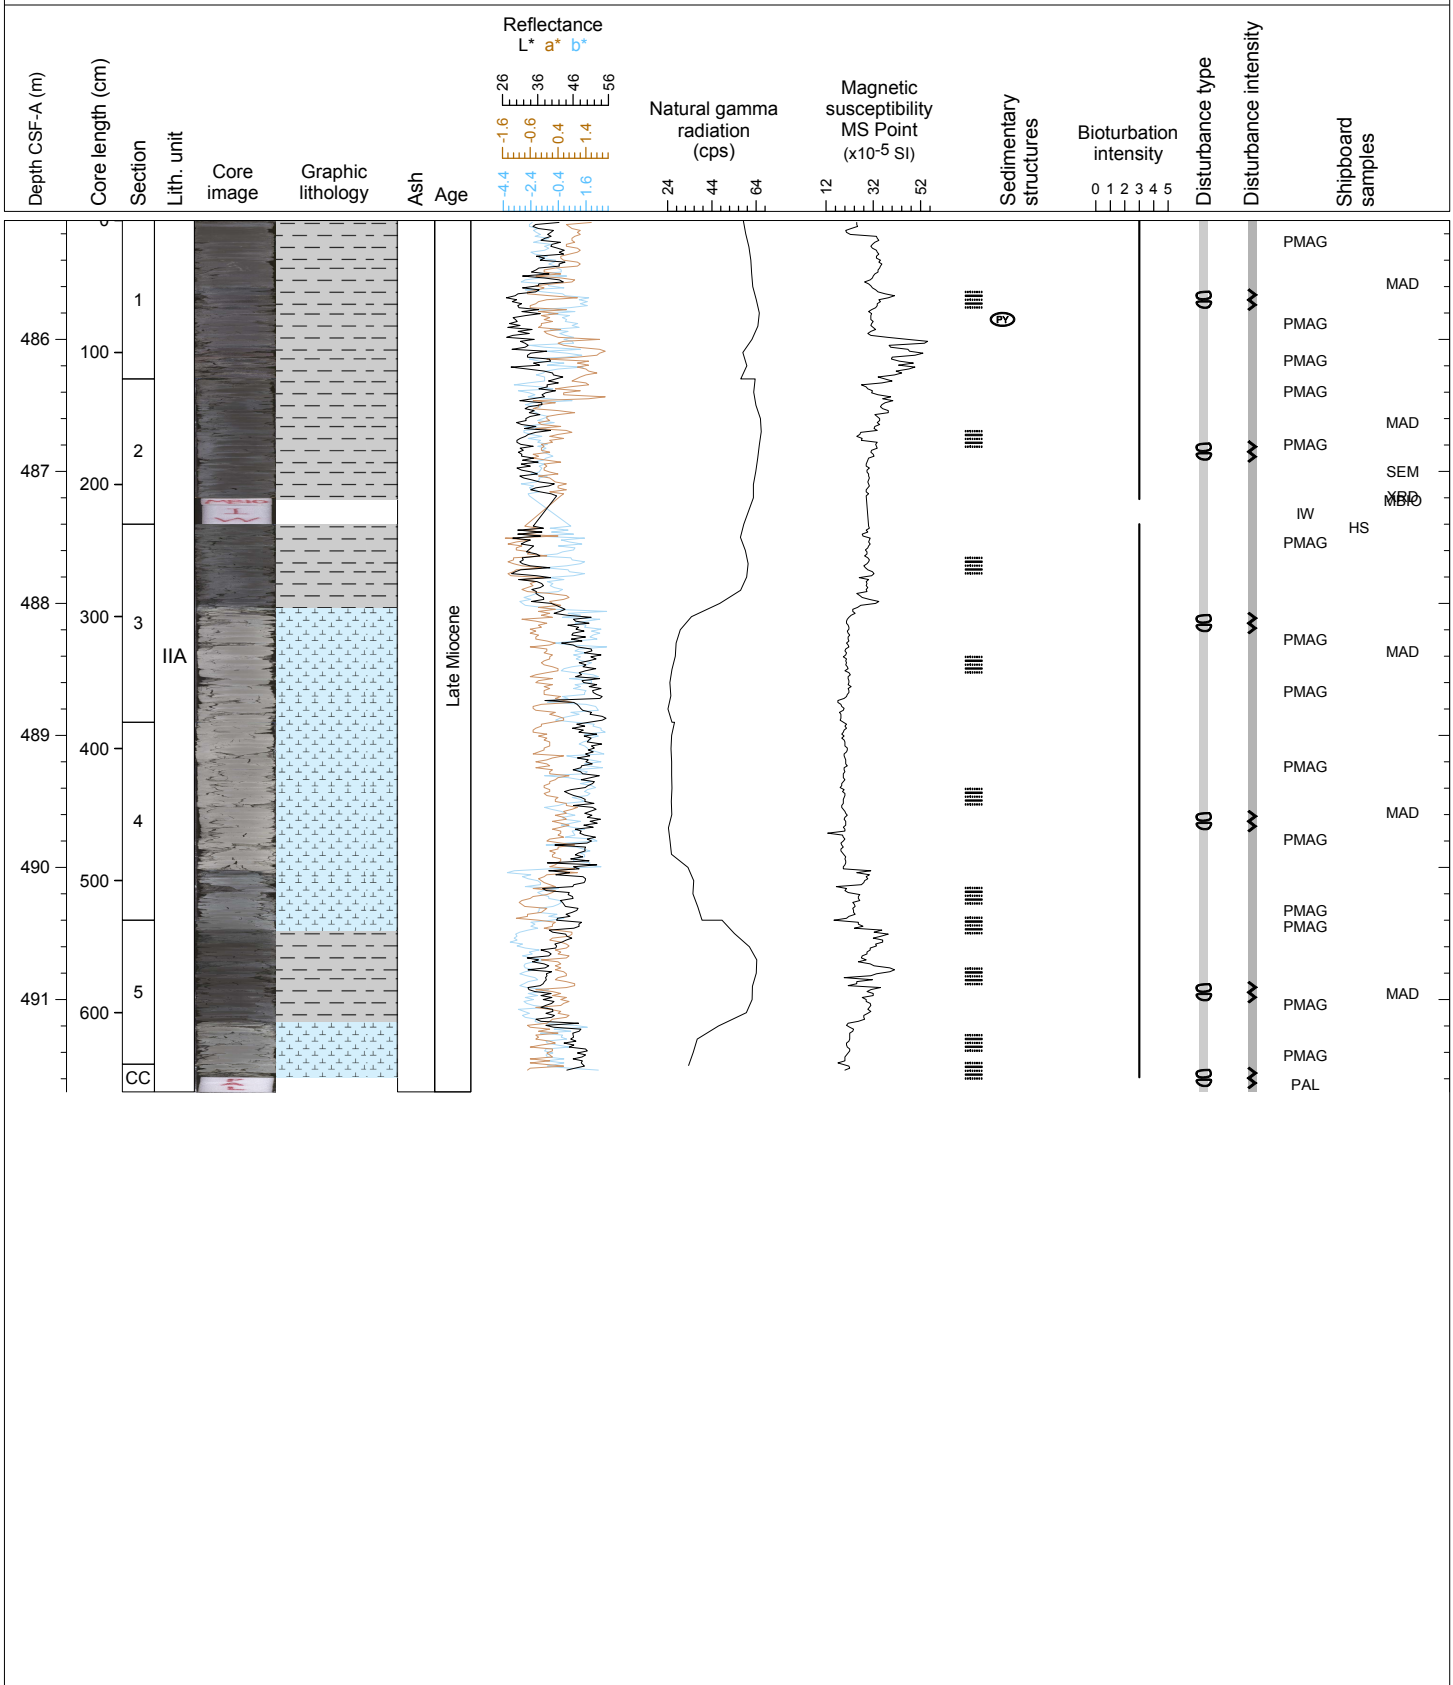 Depth CSF-A (m)
Core length (cm)
Section
Lith. unit
Core
image
Graphic
lithology
Ash
Age
Reflectance
L* a* b*
26 36 46 56
-1.6 -0.6 0.4 1.4
-4.4 -2.4 -0.4 1.6
Natural gamma
radiation
(cps)
24 44 64
Magnetic
susceptibility
MS Point
(x10-5 SI)
12 32 52
Sedimentary
structures
Bioturbation
intensity
0 1 2 3 4 5
Disturbance type
Disturbance intensity
Shipboard
samples
486
487
488
489
490
491
0
100
200
300
400
500
600
1
2
3
4
5
CC
IIA
Late Miocene
PY
PMAG
MAD
PMAG
PMAG
PMAG
MAD
PMAG
SEM
XRD
MBIO
IW
HS
PMAG
PMAG
MAD
PMAG
PMAG
MAD
PMAG
PMAG
PMAG
MAD
PMAG
PMAG
PAL